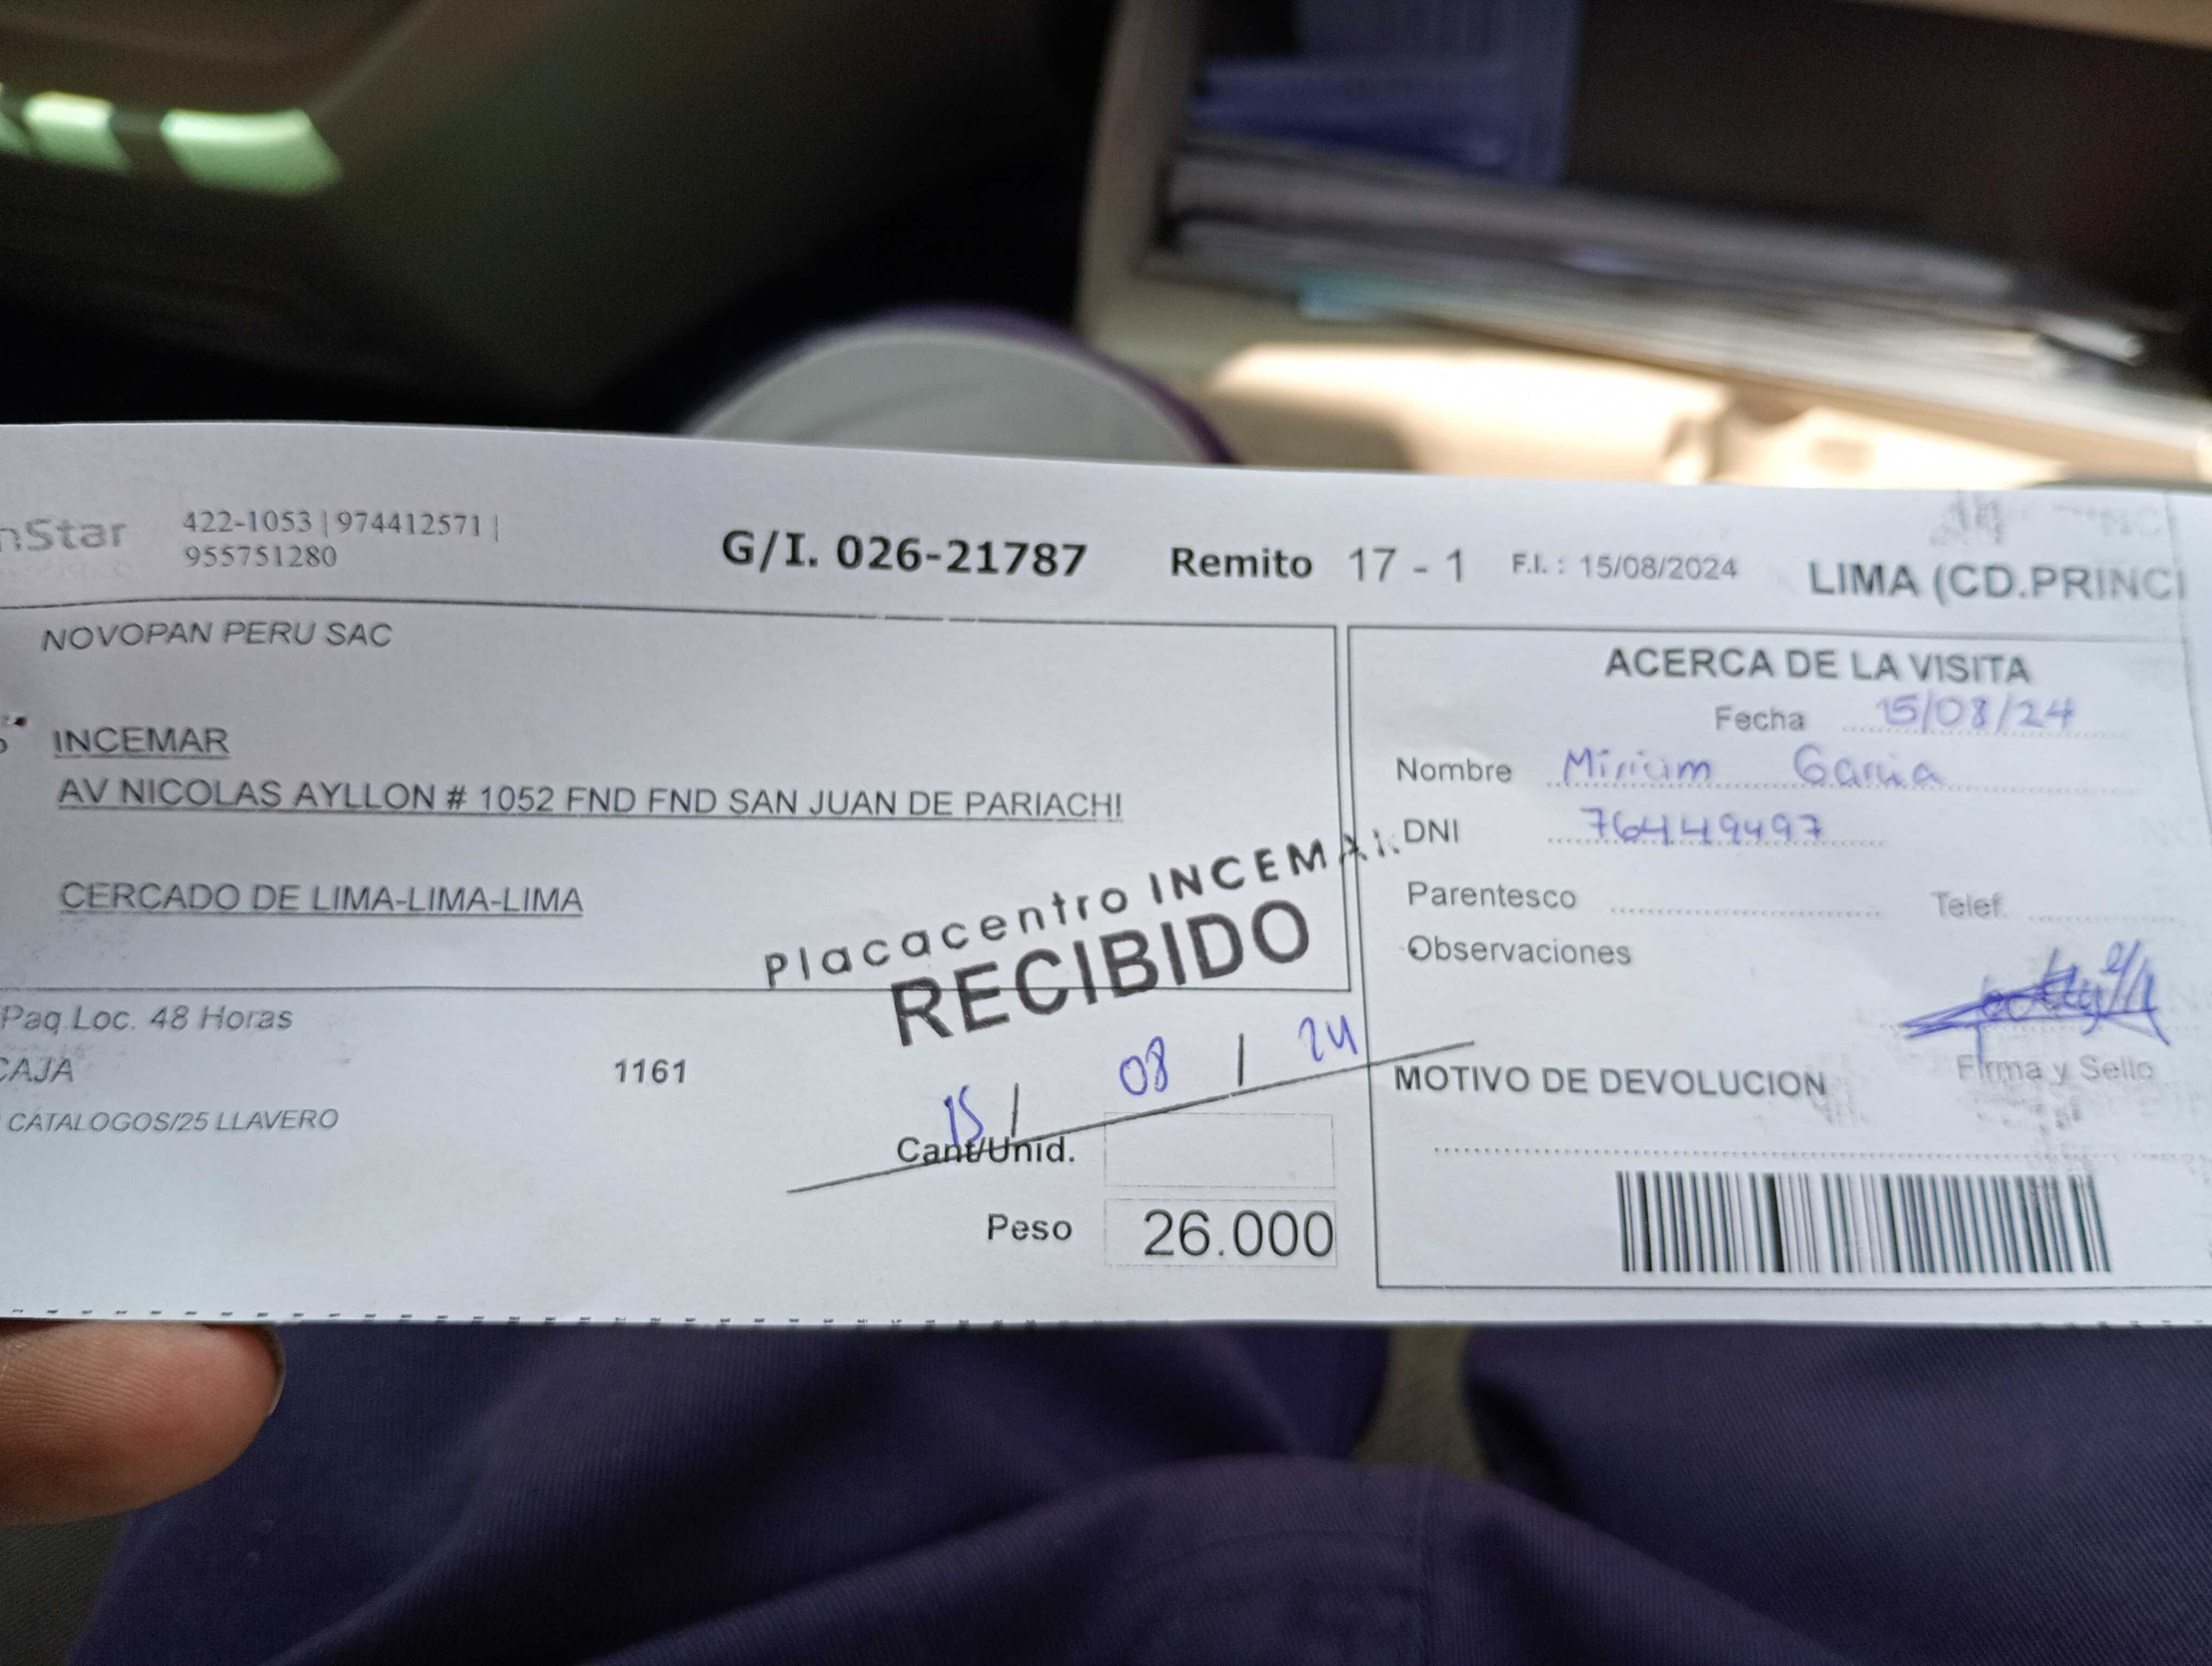 nStar
422-1053 | 974412571 |
955751280
G/I. 026-21787 Remito 17 - 1 F.I. : 15/08/2024 LIMA (CD.PRINCI
NOVOPAN PERU SAC
INCEMAR
AV NICOLAS AYLLON # 1052 FND FND SAN JUAN DE PARIACHI
CERCADO DE LIMA-LIMA-LIMA
Placacentro INCEMAR
RECIBIDO
15 / 08 / 24
Paq Loc. 48 Horas
CAJA 1161
CATALOGOS/25 LLAVERO
Cant/Unid.
Peso 26.000
ACERCA DE LA VISITA
Fecha 15/08/24
Nombre Miriam Garcia
DNI 76449497
Parentesco Telef.
Observaciones
Firma y Sello
MOTIVO DE DEVOLUCION